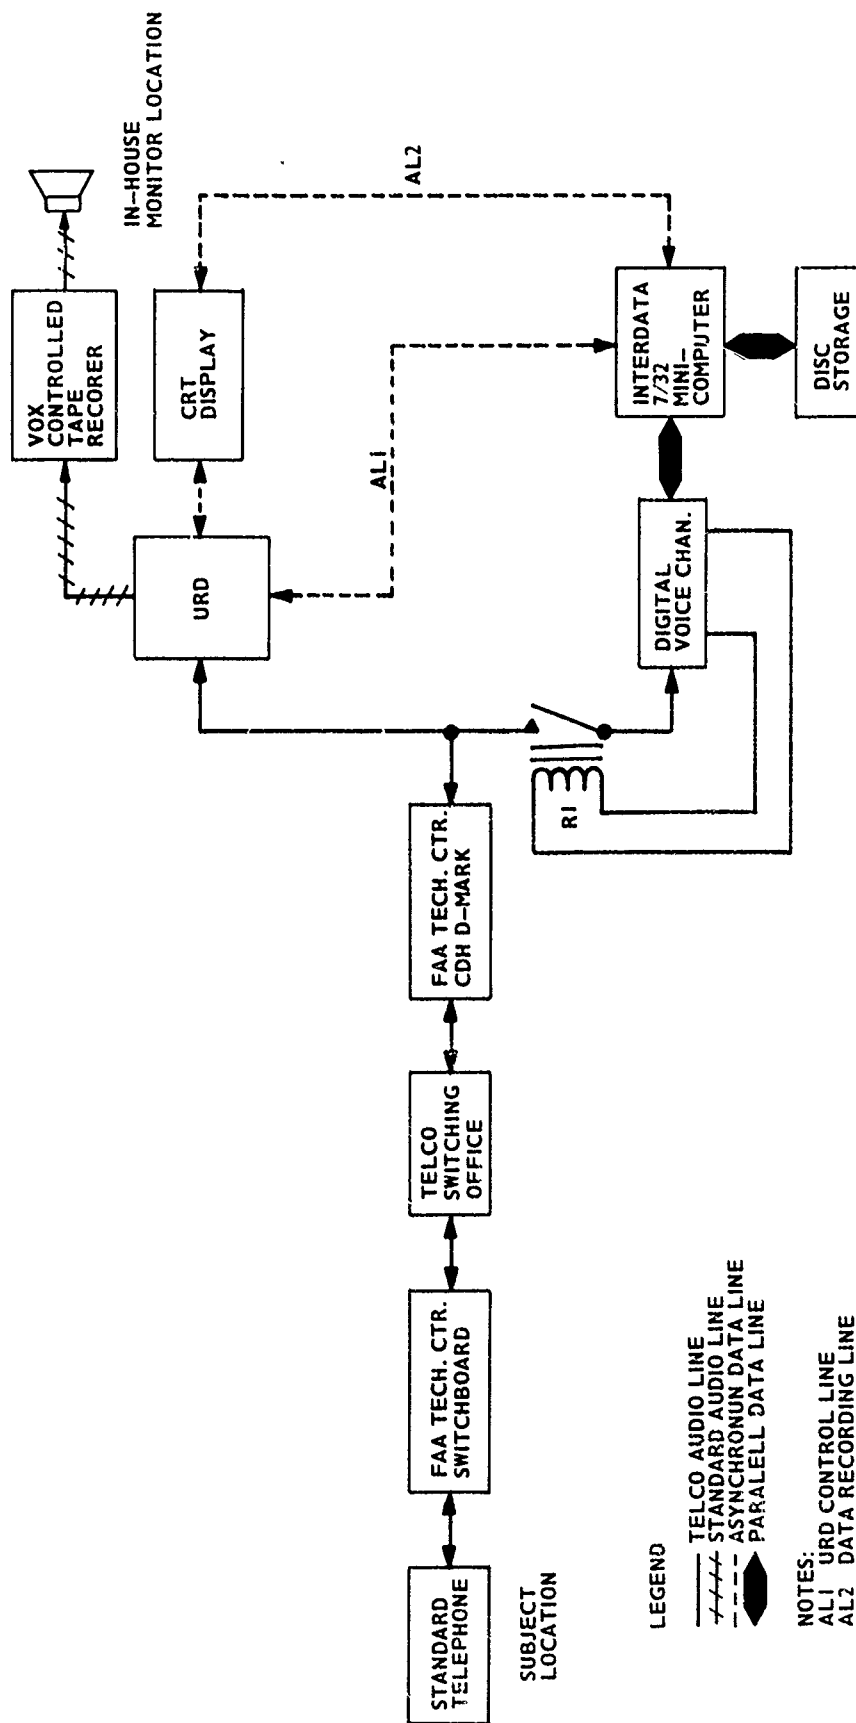 VOX
CONTROLLED
TAPE
RECORER
IN-HOUSE
MONITOR LOCATION
CRT
DISPLAY
URD
AL1
AL2
INTERDATA
7/32
MINI-
COMPUTER
DISC
STORAGE
DIGITAL
VOICE CHAN.
R1
FAA TECH. CTR.
CDH D-MARK
TELCO
SWITCHING
OFFICE
FAA TECH. CTR.
SWITCHBOARD
STANDARD
TELEPHONE
SUBJECT
LOCATION
LEGEND
TELCO AUDIO LINE
STANDARD AUDIO LINE
ASYNCHRONUN DATA LINE
PARALELL DATA LINE
NOTES:
AL1 URD CONTROL LINE
AL2 DATA RECORDING LINE